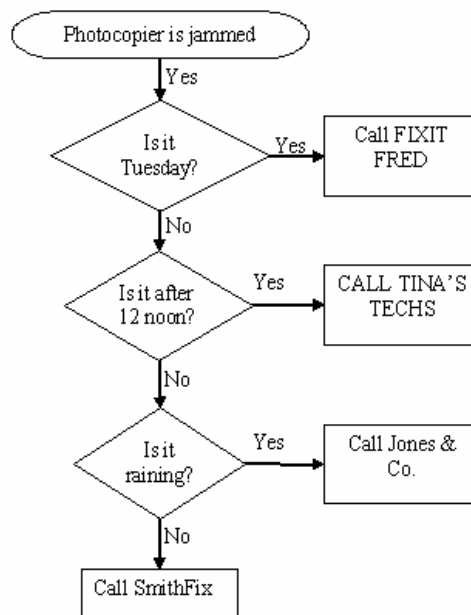 Photocopier is jammed
Yes
Is it
Tuesday?
Yes
Call FIXIT
FRED
No
Is it after
12 noon?
Yes
CALL TINA'S
TECHS
No
Is it
raining?
Yes
Call Jones &
Co.
No
Call SmithFix